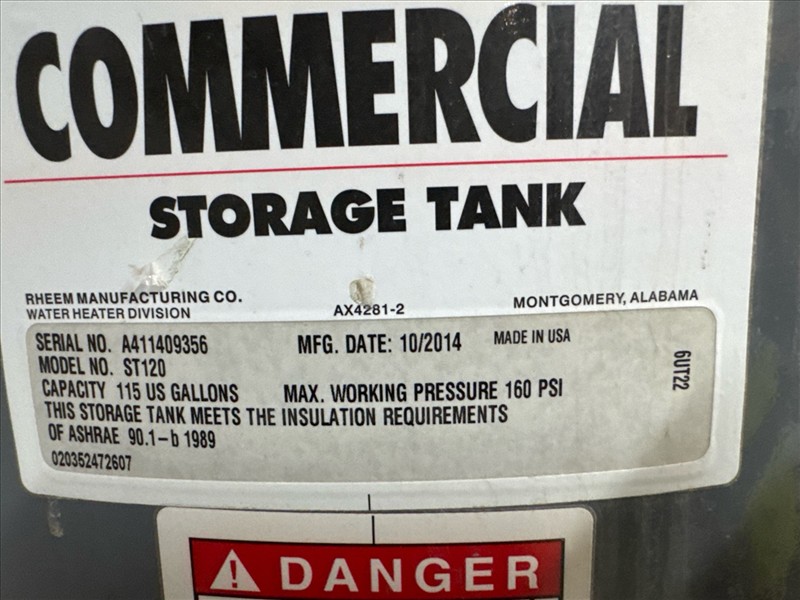 COMMERCIAL
STORAGE TANK
RHEEM MANUFACTURING CO.
WATER HEATER DIVISION
AX4281-2
MONTGOMERY, ALABAMA
SERIAL NO. A411409356 MFG. DATE: 10/2014 MADE IN USA
MODEL NO. ST120
CAPACITY 115 US GALLONS MAX. WORKING PRESSURE 160 PSI
THIS STORAGE TANK MEETS THE INSULATION REQUIREMENTS
OF ASHRAE 90.1-b 1989
020352472607
6UT22
DANGER